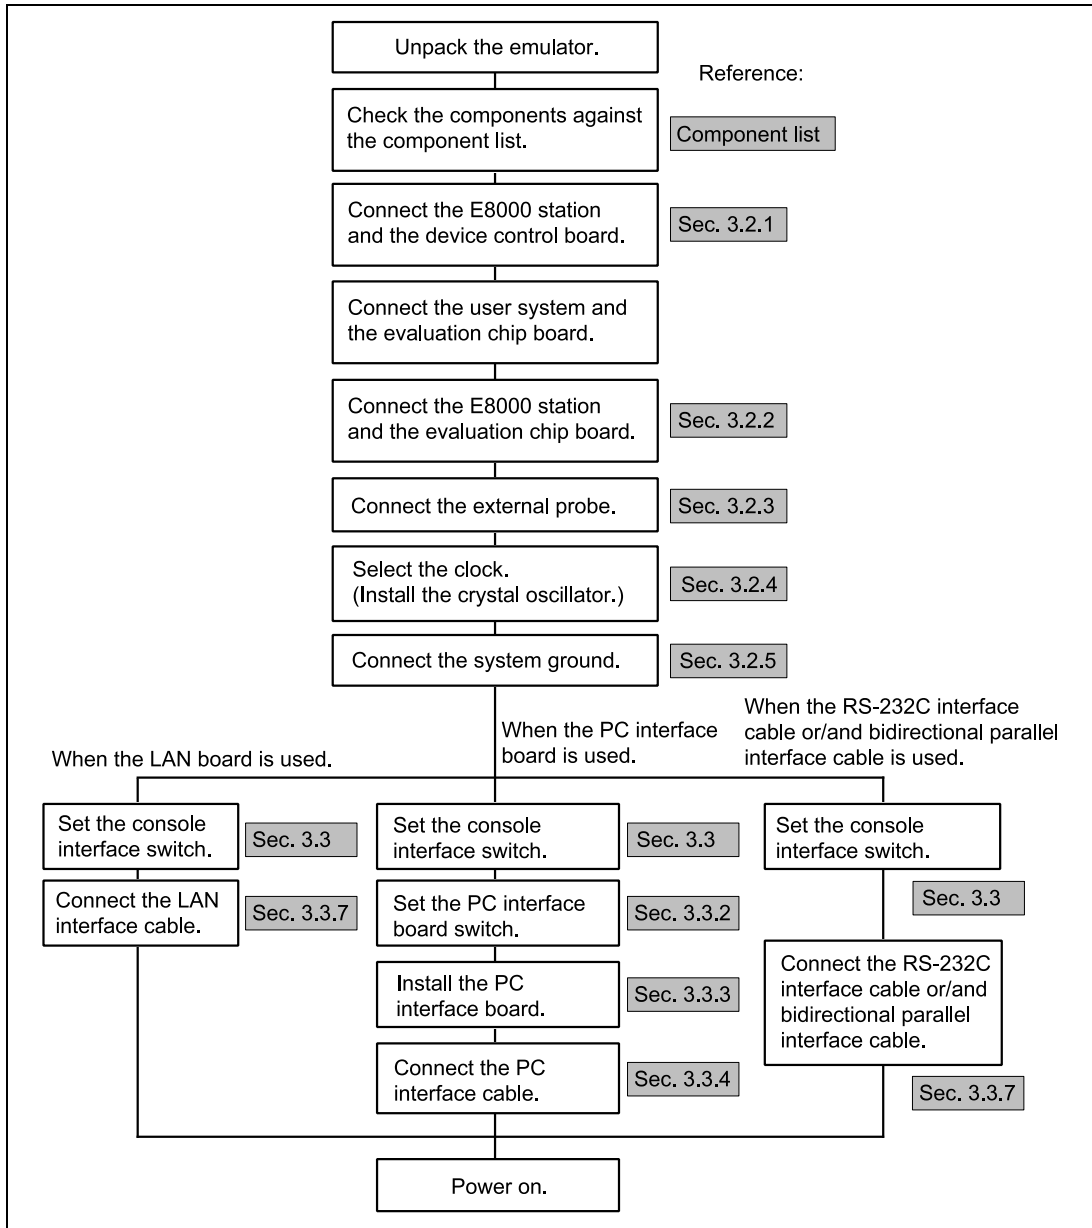 Unpack the emulator.
Reference:
Check the components against
the component list.
Component list
Connect the E8000 station
and the device control board.
Sec. 3.2.1
Connect the user system and
the evaluation chip board.
Connect the E8000 station
and the evaluation chip board.
Sec. 3.2.2
Connect the external probe.
Sec. 3.2.3
Select the clock.
(Install the crystal oscillator.)
Sec. 3.2.4
Connect the system ground.
Sec. 3.2.5
When the LAN board is used.
When the PC interface
board is used.
When the RS-232C interface
cable or/and bidirectional parallel
interface cable is used.
Set the console
interface switch.
Sec. 3.3
Connect the LAN
interface cable.
Sec. 3.3.7
Set the console
interface switch.
Sec. 3.3
Set the PC interface
board switch.
Sec. 3.3.2
Install the PC
interface board.
Sec. 3.3.3
Connect the PC
interface cable.
Sec. 3.3.4
Set the console
interface switch.
Sec. 3.3
Connect the RS-232C
interface cable or/and
bidirectional parallel
interface cable.
Sec. 3.3.7
Power on.